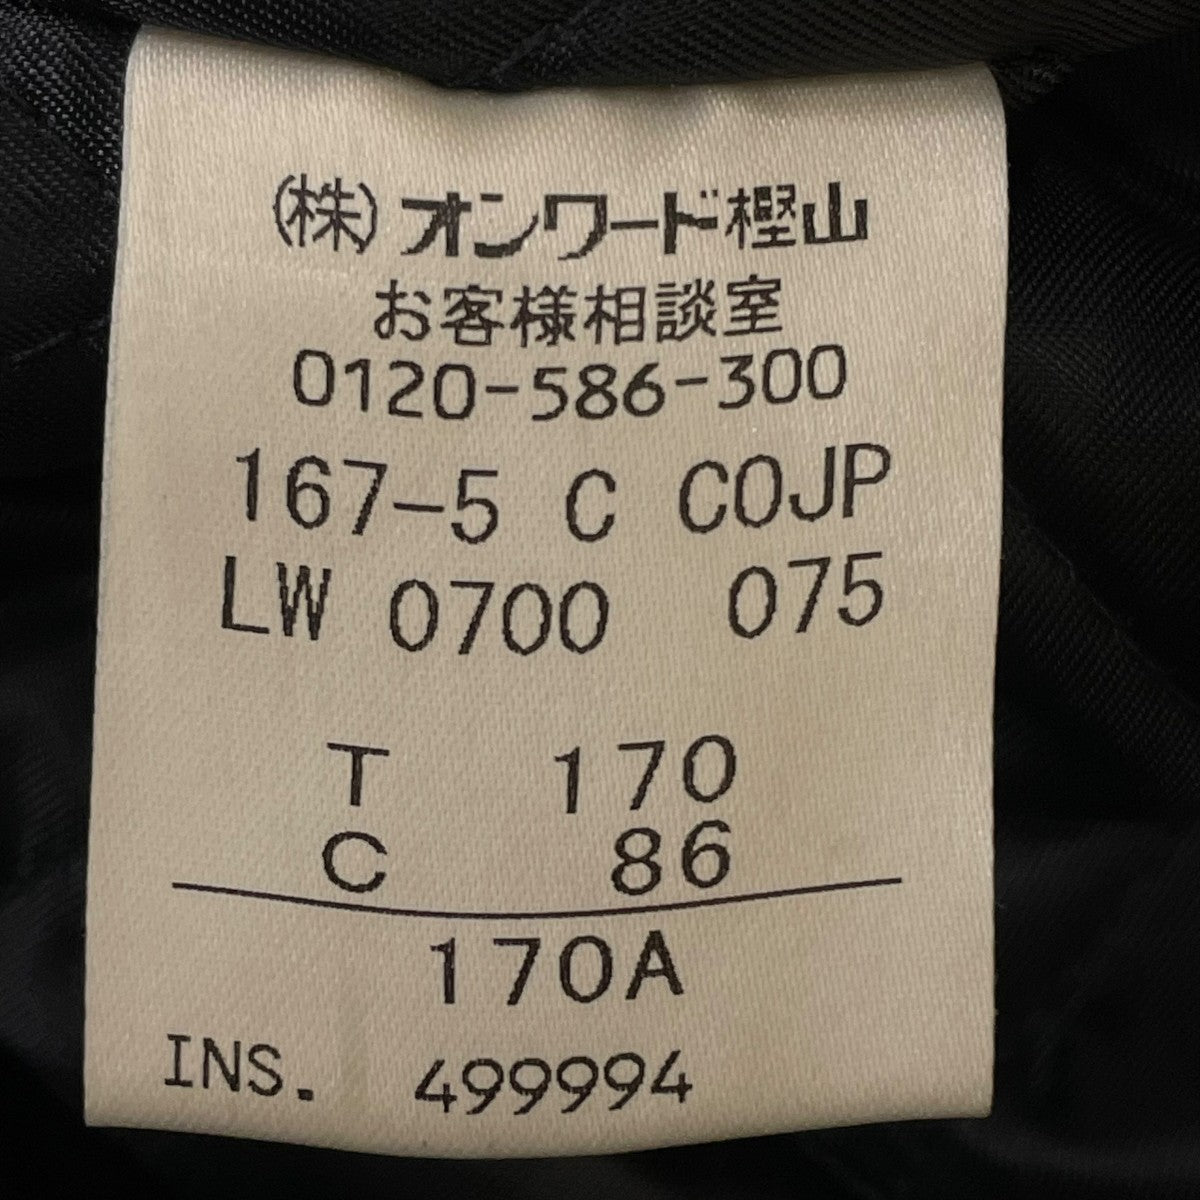 (株)オンワード樫山
お客様相談室
0120-586-300
167-5 C COJP
LW 0700 075
T 170
C 86
170A
INS. 499994